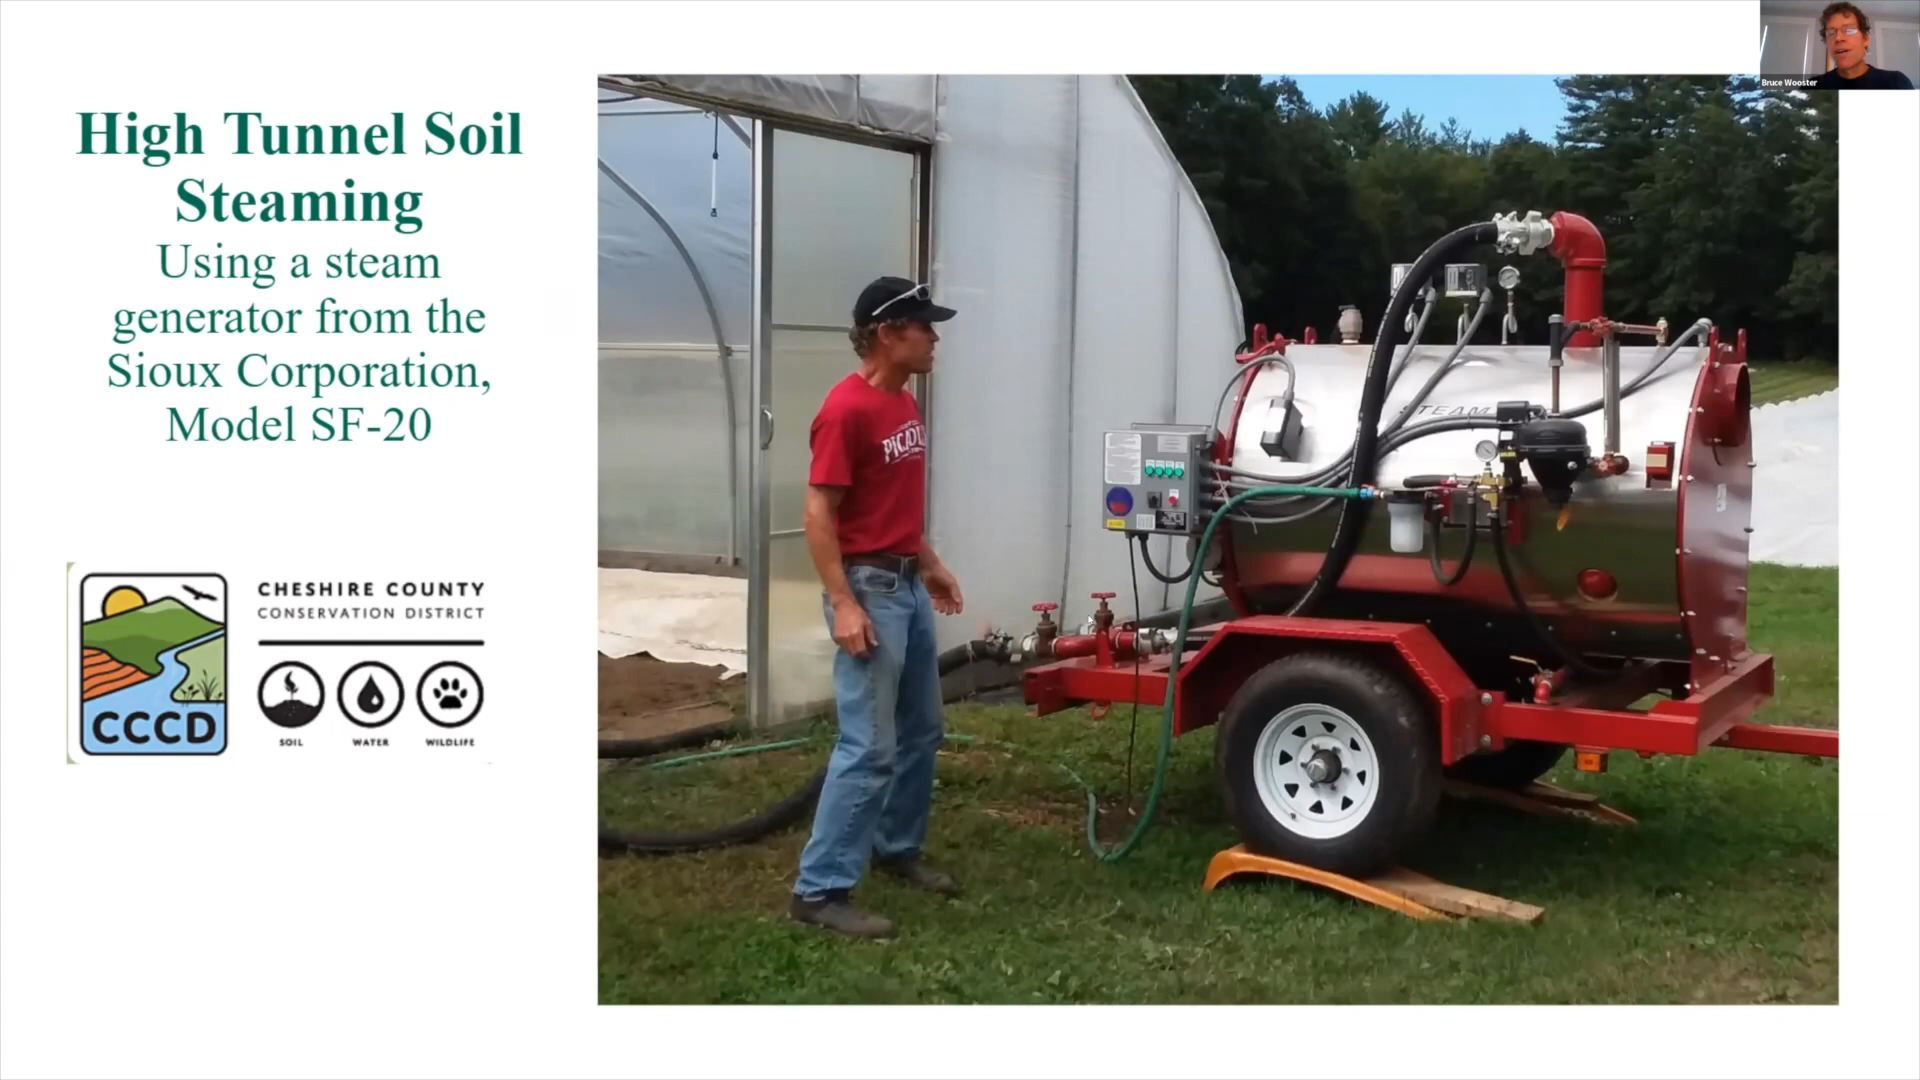 High Tunnel Soil
Steaming
Using a steam
generator from the
Sioux Corporation,
Model SF-20
CHESHIRE COUNTY
CONSERVATION DISTRICT
CCCD
SOIL
WATER
WILDLIFE
STEAM
Bruce Wooster